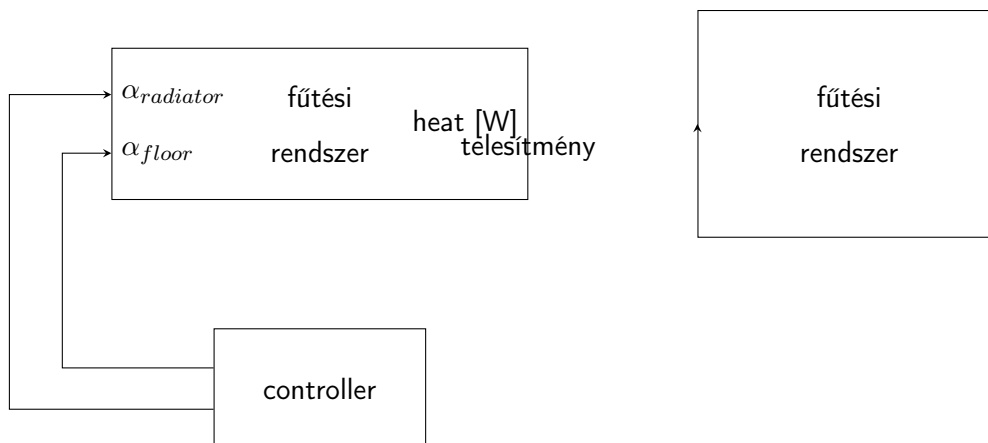 α_radiator
fűtési
heat [W]
telesítmény
α_floor
rendszer
fűtési
rendszer
controller